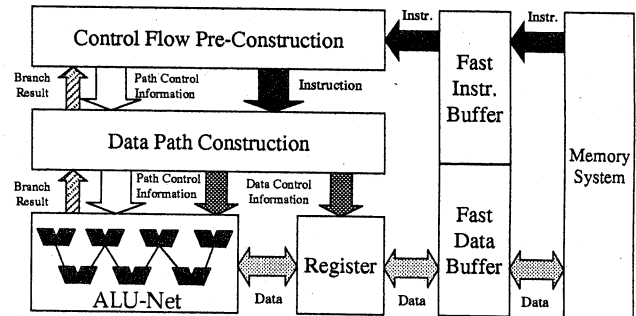 Instr.
Instr.
Control Flow Pre-Construction
Fast
Instr.
Buffer
Branch
Result
Path Control
Information
Instruction
Data Path Construction
Memory
System
Branch
Result
Path Control
Information
Data Control
Information
Fast
Data
Buffer
Register
ALU-Net
Data
Data
Data